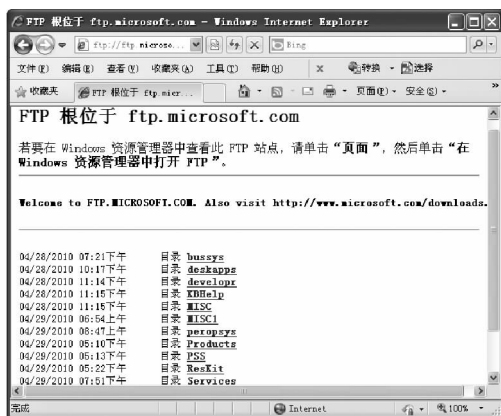 FTP 根位于 ftp.microsoft.com - Windows Internet Explorer
ftp://ftp.microso... Bing
文件(F) 编辑(E) 查看(V) 收藏夹(A) 工具(T) 帮助(H) x 转换 选择
收藏夹 FTP 根位于 ftp.micr... 页面(P) 安全(S) »
FTP 根位于 ftp.microsoft.com
若要在 Windows 资源管理器中查看此 FTP 站点，请单击“页面”，然后单击“在
Windows 资源管理器中打开 FTP”。
Welcome to FTP.MICROSOFT.COM. Also visit http://www.microsoft.com/downloads.
04/28/2010 07:21下午 目录 bussys
04/28/2010 10:17下午 目录 deskapps
04/28/2010 11:14下午 目录 developr
04/28/2010 11:15下午 目录 KBHelp
04/28/2010 11:15下午 目录 MISC
04/29/2010 06:54上午 目录 MISC1
04/29/2010 08:47上午 目录 peropsys
04/29/2010 05:10下午 目录 Products
04/29/2010 05:13下午 目录 PSS
04/29/2010 05:22下午 目录 ResKit
04/29/2010 07:51下午 目录 Services
完成 Internet 100%